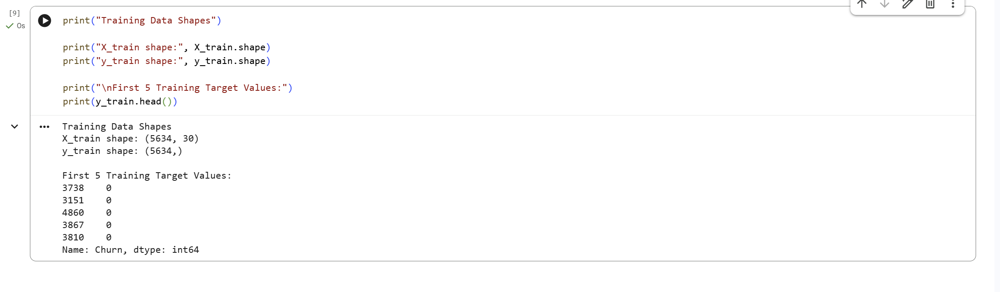 [9]
0s
print("Training Data Shapes")
print("X_train shape:", X_train.shape)
print("y_train shape:", y_train.shape)
print("\nFirst 5 Training Target Values:")
print(y_train.head())
Training Data Shapes
X_train shape: (5634, 30)
y_train shape: (5634,)
First 5 Training Target Values:
3738    0
3151    0
4860    0
3867    0
3810    0
Name: Churn, dtype: int64